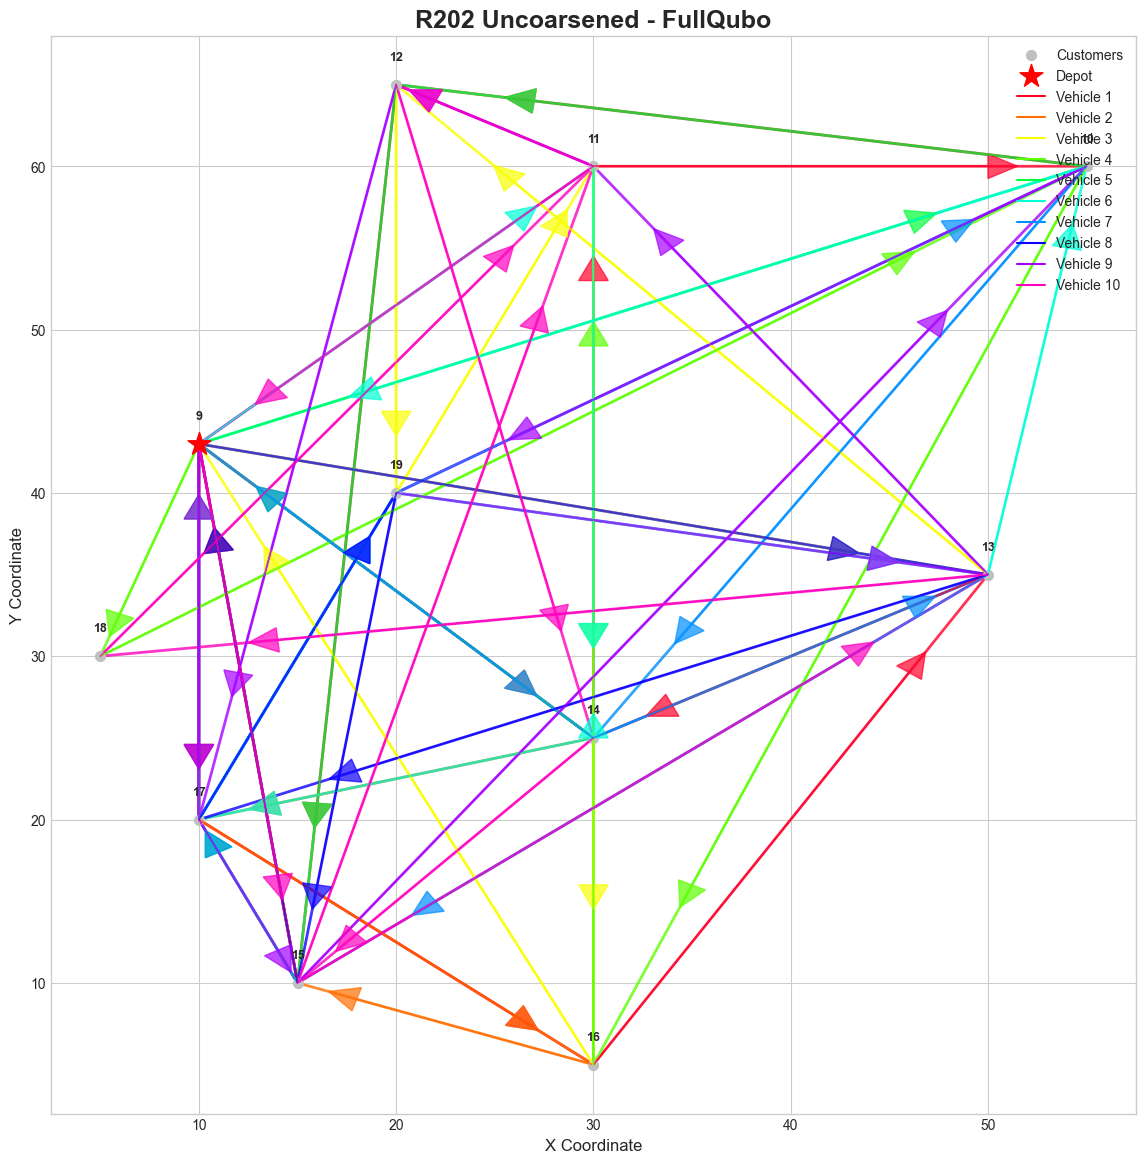 R202 Uncoarsened - FullQubo
Customers
Depot
Vehicle 1
Vehicle 2
Vehicle 3
Vehicle 4
Vehicle 5
Vehicle 6
Vehicle 7
Vehicle 8
Vehicle 9
Vehicle 10
12
11
10
9
19
13
18
14
17
15
16
60
50
40
30
20
10
Y Coordinate
10
20
30
40
50
X Coordinate